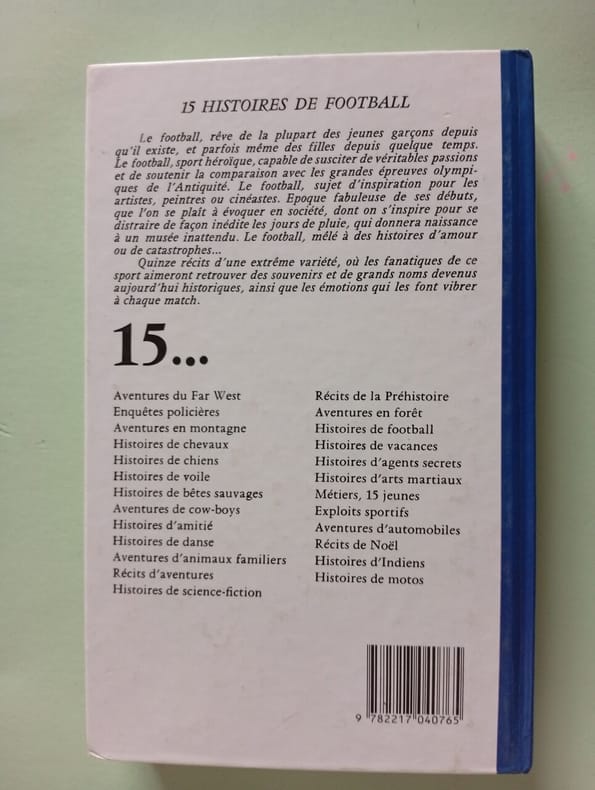 15 HISTOIRES DE FOOTBALL
Le football, rêve de la plupart des jeunes garçons depuis
qu'il existe, et parfois même des filles depuis quelque temps.
Le football, sport héroïque, capable de susciter de véritables passions
et de soutenir la comparaison avec les grandes épreuves olympi-
ques de l'Antiquité. Le football, sujet d'inspiration pour les
artistes, peintres ou cinéastes. Epoque fabuleuse de ses débuts,
que l'on se plaît à évoquer en société, dont on s'inspire pour se
distraire de façon inédite les jours de pluie, qui donnera naissance
à un musée inattendu. Le football, mêlé à des histoires d'amour
ou de catastrophes...
Quinze récits d'une extrême variété, où les fanatiques de ce
sport aimeront retrouver des souvenirs et de grands noms devenus
aujourd'hui historiques, ainsi que les émotions qui les font vibrer
à chaque match.
15...
Aventures du Far West
Enquêtes policières
Aventures en montagne
Histoires de chevaux
Histoires de chiens
Histoires de voile
Histoires de bêtes sauvages
Aventures de cow-boys
Histoires d'amitié
Histoires de danse
Aventures d'animaux familiers
Récits d'aventures
Histoires de science-fiction
Récits de la Préhistoire
Aventures en forêt
Histoires de football
Histoires de vacances
Histoires d'agents secrets
Histoires d'arts martiaux
Métiers, 15 jeunes
Exploits sportifs
Aventures d'automobiles
Récits de Noël
Histoires d'Indiens
Histoires de motos
9 782217 040765